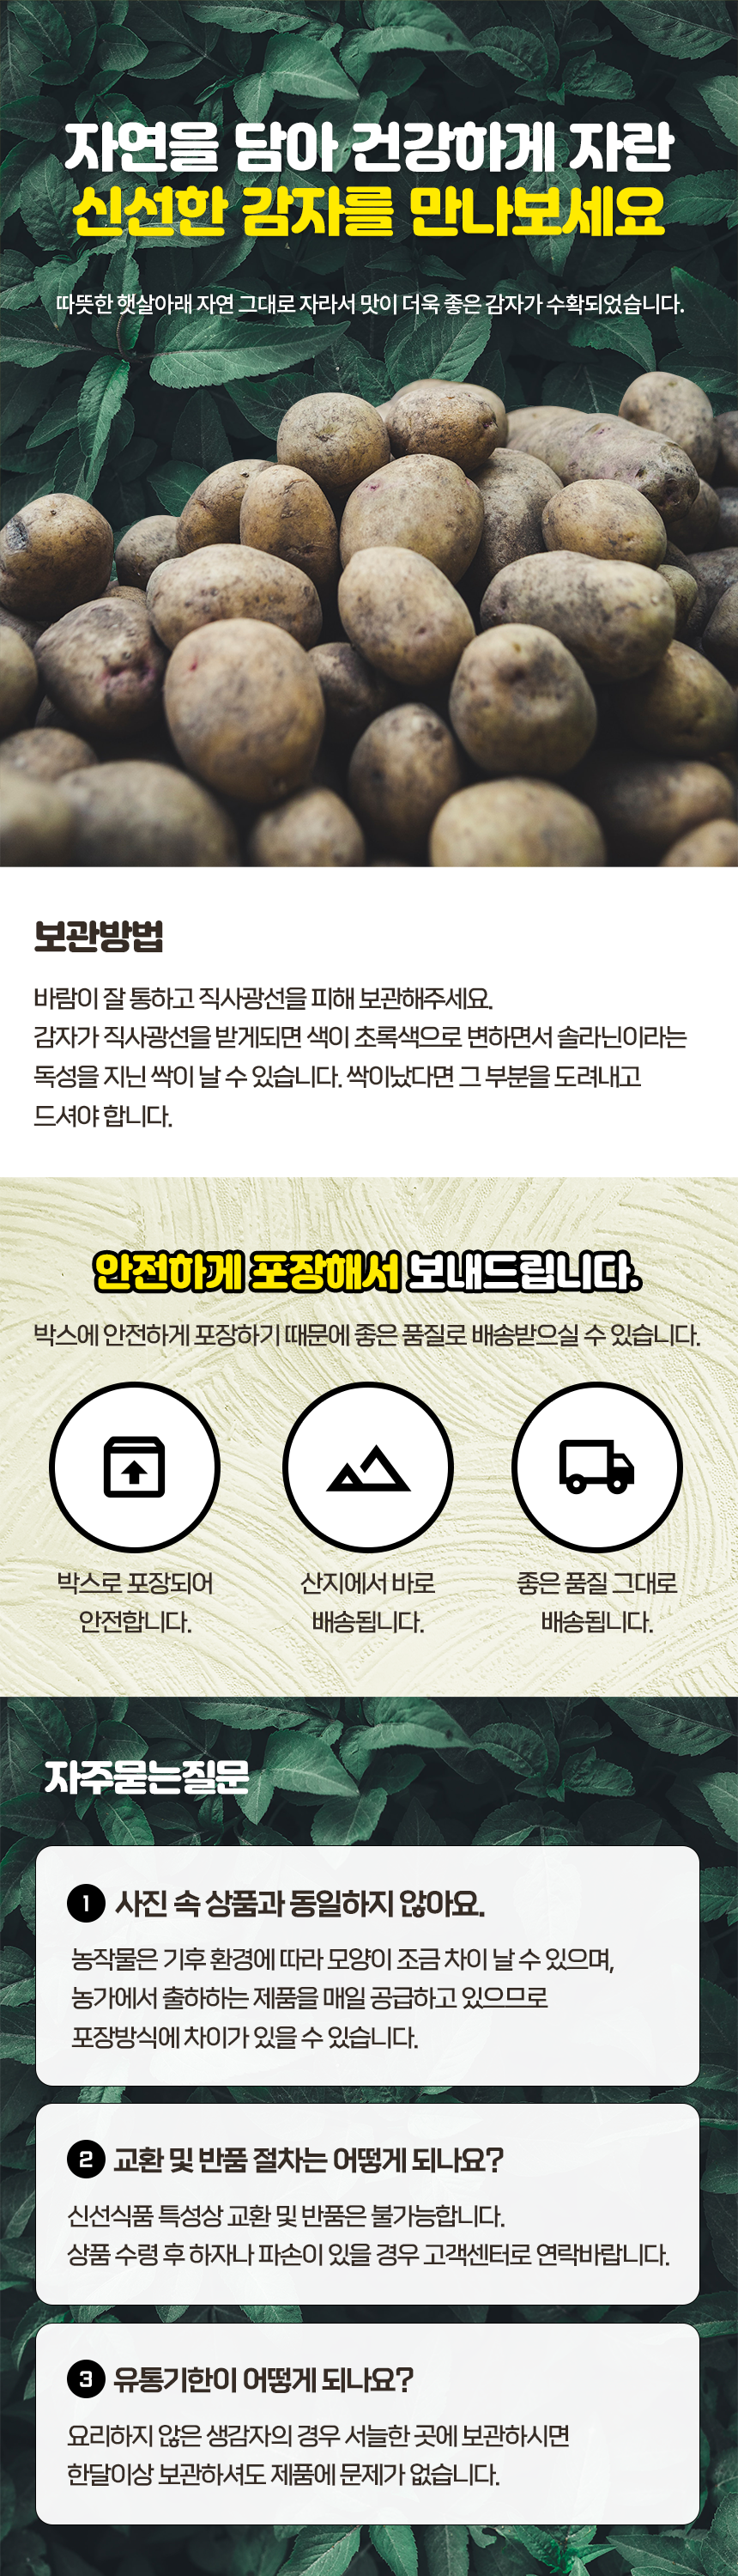 자연을 담아 건강하게 자란
신선한 감자를 만나보세요
따뜻한 햇살아래 자연 그대로 자라서 맛이 더욱 좋은 감자가 수확되었습니다.
보관방법
바람이 잘 통하고 직사광선을 피해 보관해주세요.
감자가 직사광선을 받게되면 색이 초록색으로 변하면서 솔라닌이라는
독성을 지닌 싹이 날 수 있습니다. 싹이났다면 그 부분을 도려내고
드셔야 합니다.
안전하게 포장해서 보내드립니다.
박스에 안전하게 포장하기 때문에 좋은 품질로 배송받으실 수 있습니다.
박스로 포장되어
안전합니다.
산지에서 바로
배송됩니다.
좋은 품질 그대로
배송됩니다.
자주묻는질문
1 사진 속 상품과 동일하지 않아요.
농작물은 기후 환경에 따라 모양이 조금 차이 날 수 있으며,
농가에서 출하하는 제품을 매일 공급하고 있으므로
포장방식에 차이가 있을 수 있습니다.
2 교환 및 반품 절차는 어떻게 되나요?
신선식품 특성상 교환 및 반품은 불가능합니다.
상품 수령 후 하자나 파손이 있을 경우 고객센터로 연락바랍니다.
3 유통기한이 어떻게 되나요?
요리하지 않은 생감자의 경우 서늘한 곳에 보관하시면
한달이상 보관하셔도 제품에 문제가 없습니다.